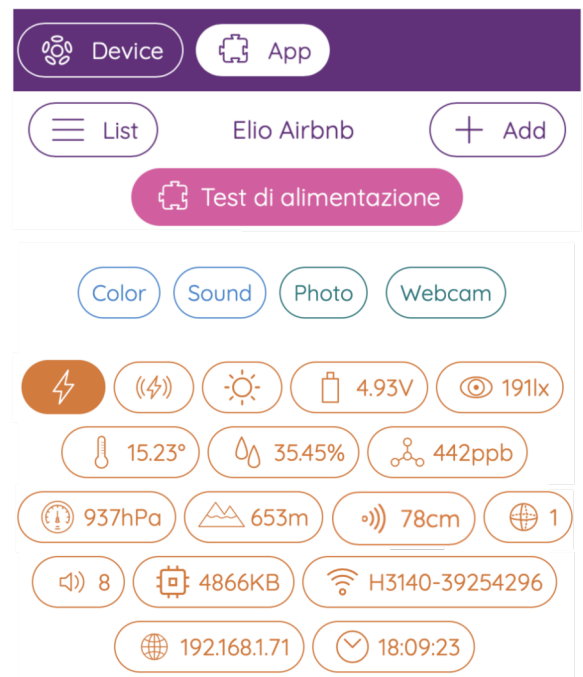 Device App
List Elio Airbnb Add
Test di alimentazione
Color Sound Photo Webcam
4.93V 191lx
15.23° 35.45% 442ppb
937hPa 653m 78cm 1
8 4866KB H3140-39254296
192.168.1.71 18:09:23